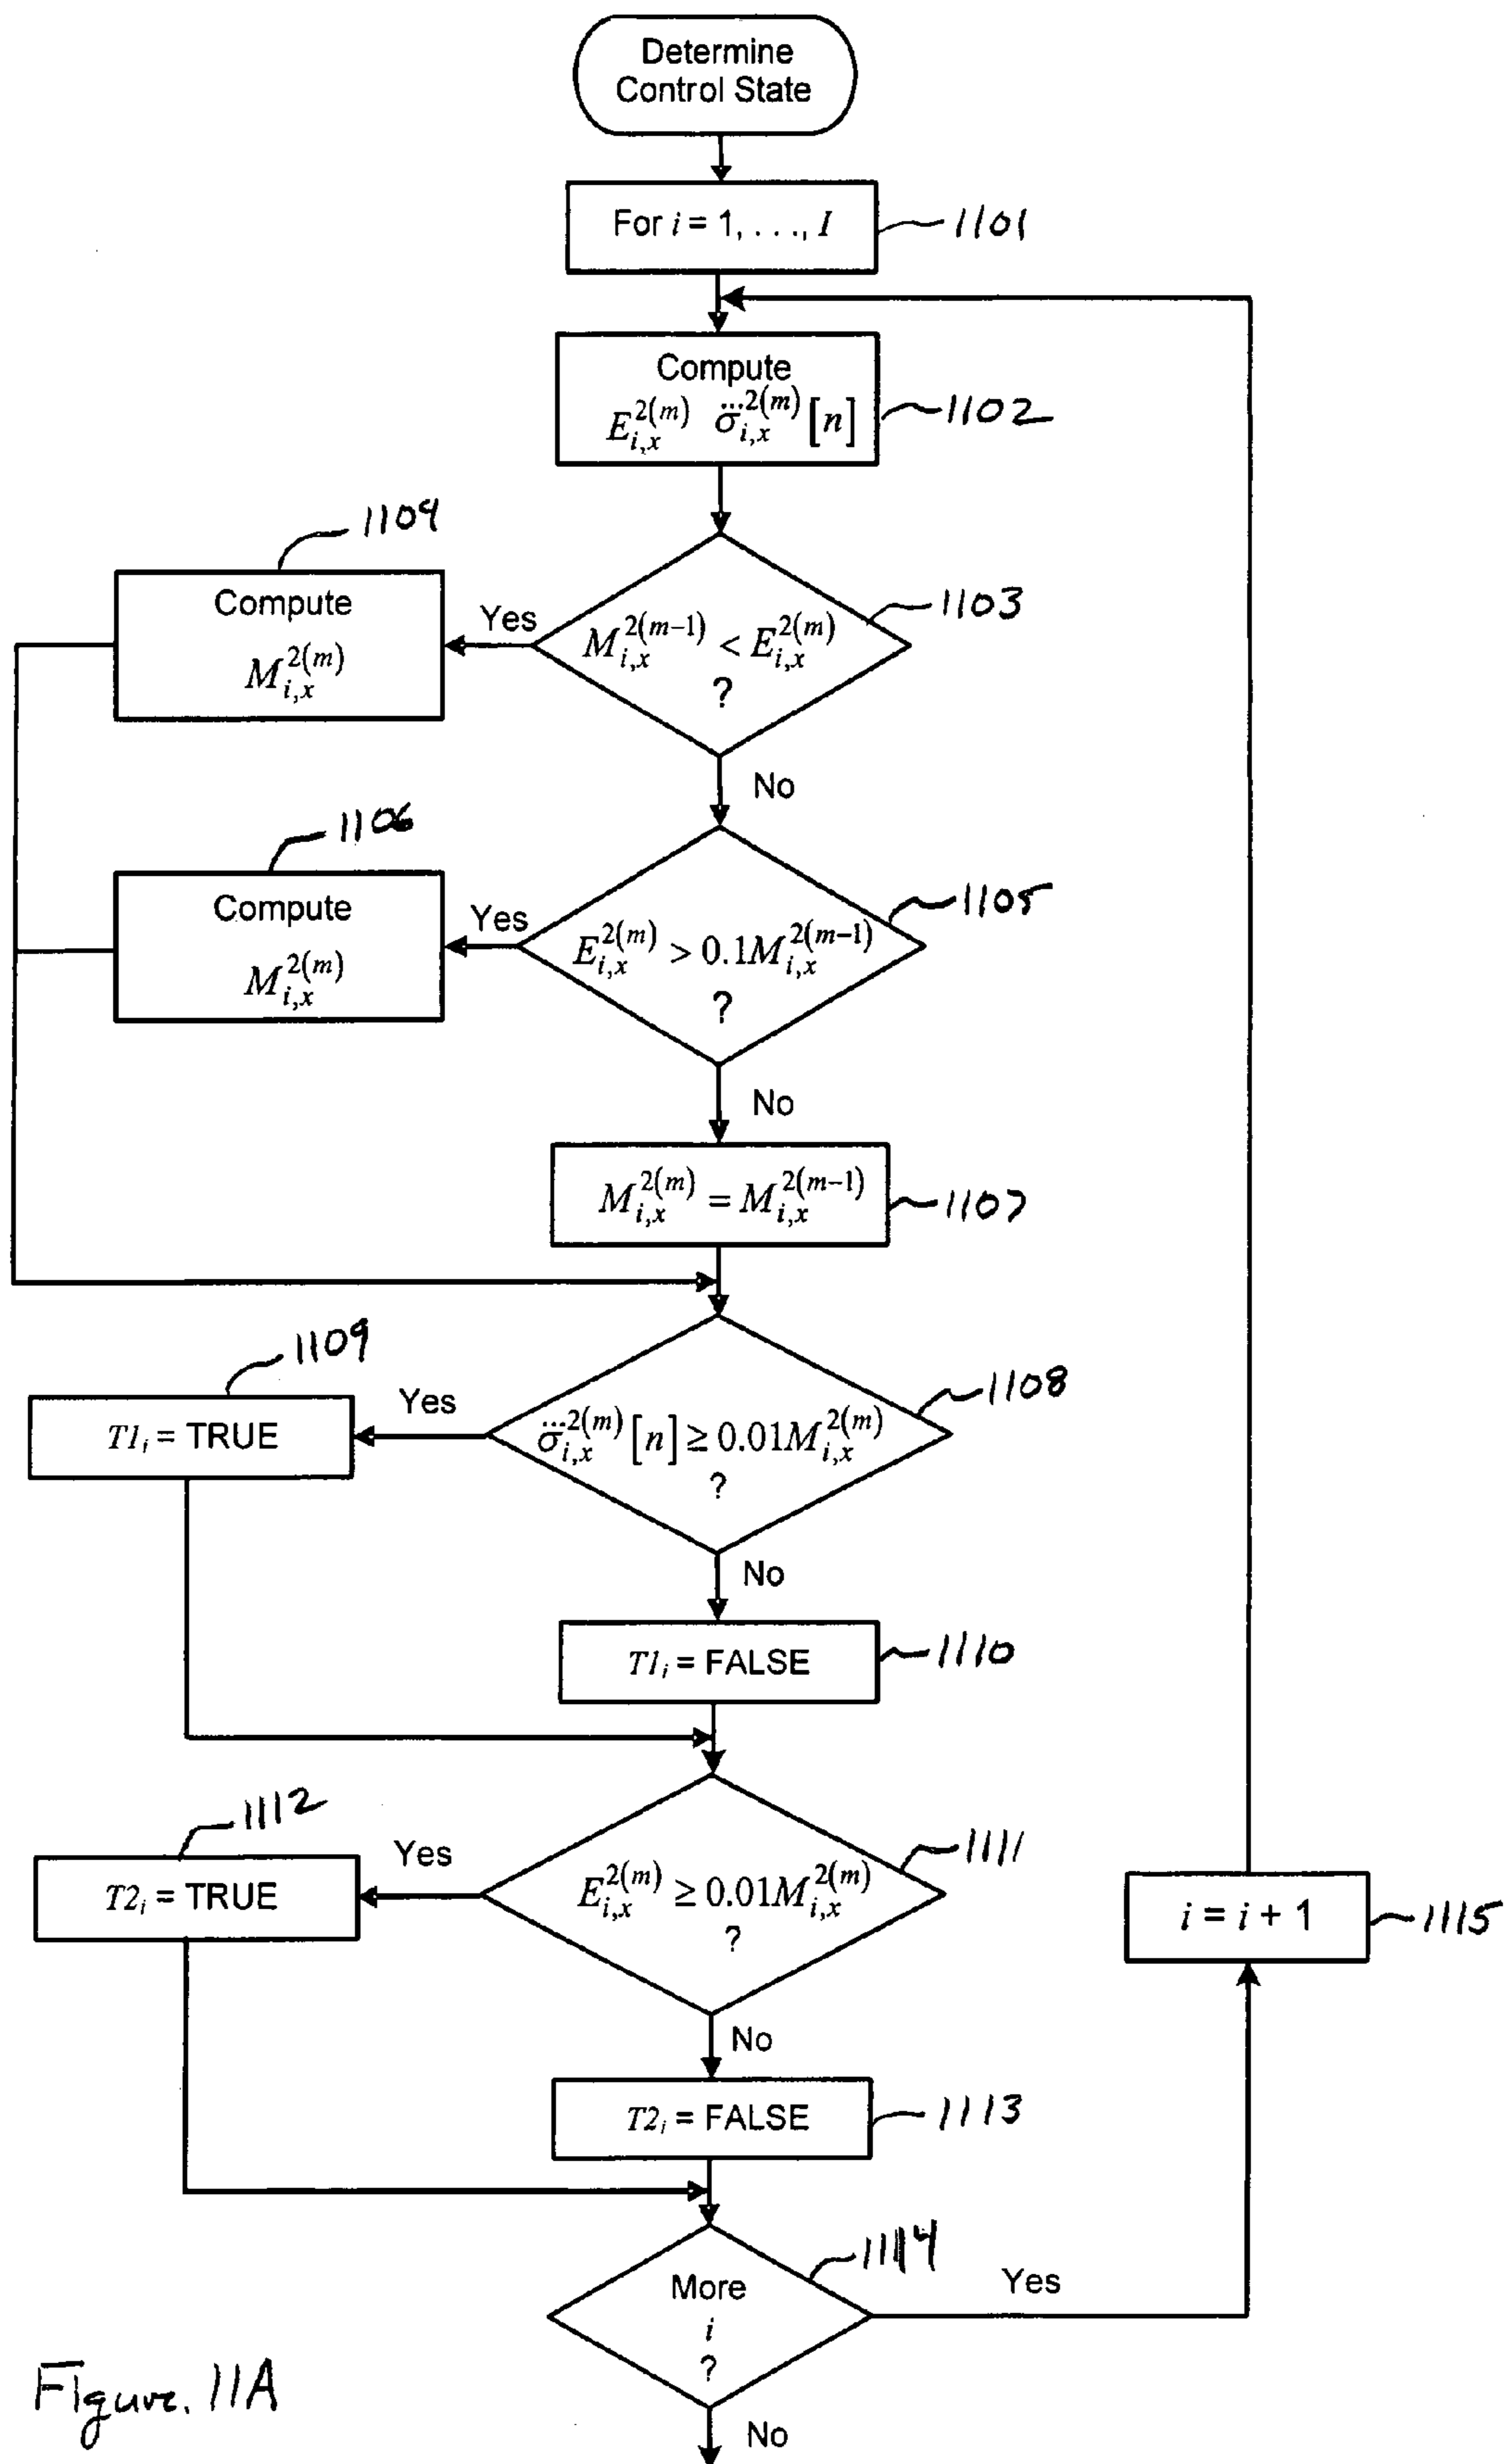 Determine
Control State
For i = 1, . . ., I
1101
Compute
E_{i,x}^{2(m)} \dddot{σ}_{i,x}^{2(m)}[n]
1102
1104
Compute
M_{i,x}^{2(m)}
Yes
M_{i,x}^{2(m−1)} < E_{i,x}^{2(m)}
?
1103
No
1106
Compute
M_{i,x}^{2(m)}
Yes
E_{i,x}^{2(m)} > 0.1M_{i,x}^{2(m−1)}
?
1105
No
M_{i,x}^{2(m)} = M_{i,x}^{2(m−1)}
1107
1109
T1_i = TRUE
Yes
\dddot{σ}_{i,x}^{2(m)}[n] ≥ 0.01M_{i,x}^{2(m)}
?
1108
No
T1_i = FALSE
1110
1112
T2_i = TRUE
Yes
E_{i,x}^{2(m)} ≥ 0.01M_{i,x}^{2(m)}
?
1111
i = i + 1
1115
No
T2_i = FALSE
1113
More
i
?
1114
Yes
No
Figure. 11A